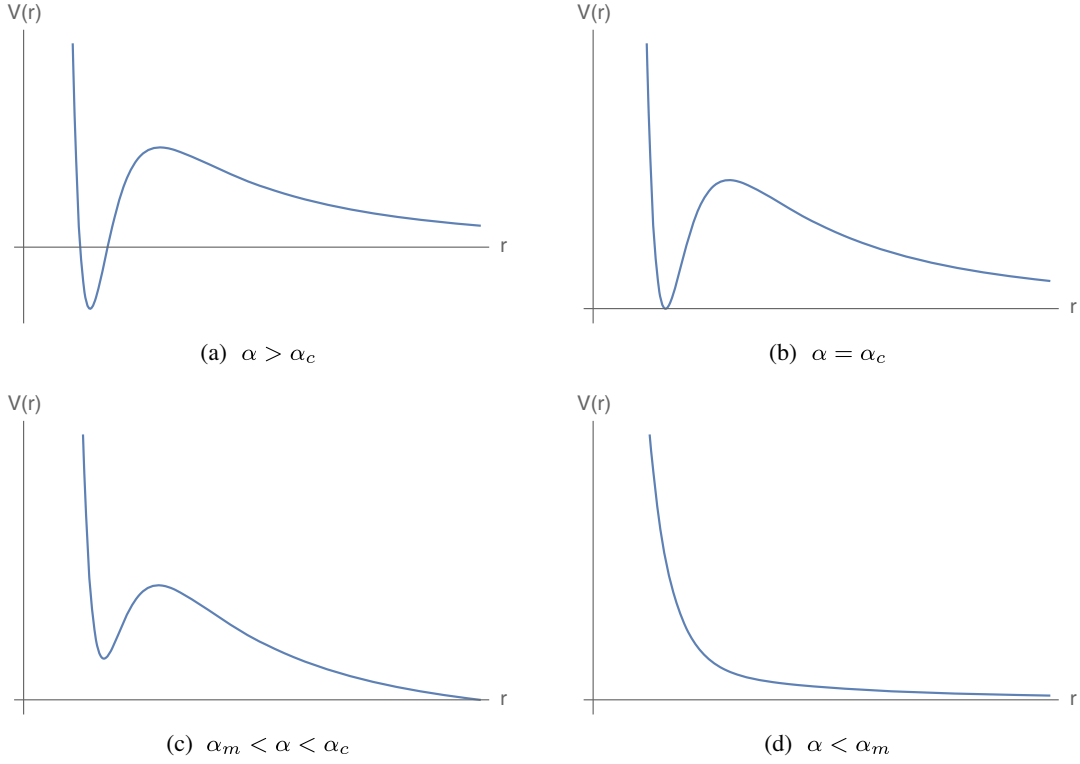 V(r)
V(r)
r
r
(a) α > α_c
(b) α = α_c
V(r)
V(r)
r
r
(c) α_m < α < α_c
(d) α < α_m